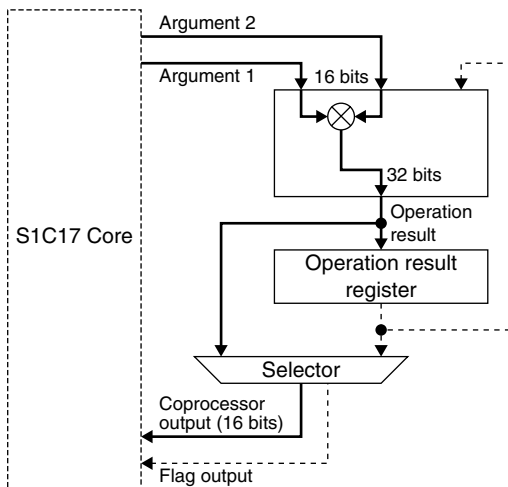 Argument 2
Argument 1
16 bits
32 bits
S1C17 Core
Operation
result
Operation result
register
Selector
Coprocessor
output (16 bits)
Flag output